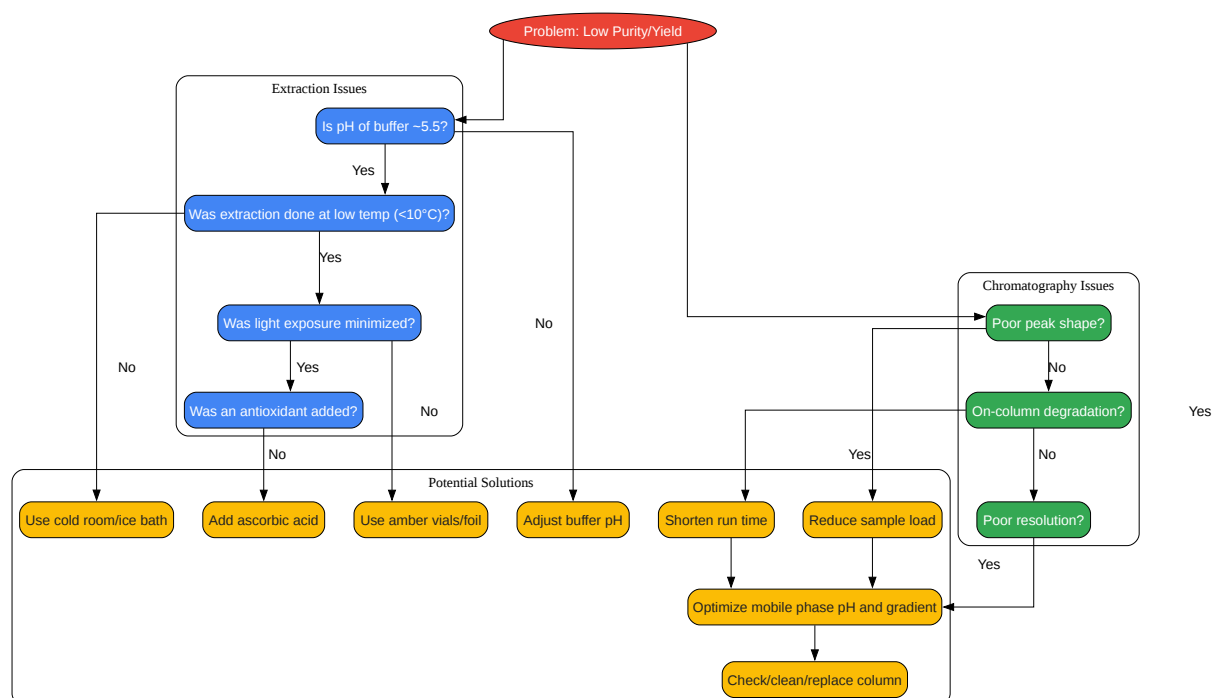 Problem: Low Purity/Yield
Extraction Issues
Is pH of buffer ~5.5?
Yes
Was extraction done at low temp (<10°C)?
Yes
Chromatography Issues
Was light exposure minimized?
No
Poor peak shape?
No
Yes
No
Was an antioxidant added?
No
On-column degradation?
Yes
No
Yes
No
Potential Solutions
Use cold room/ice bath
Add ascorbic acid
Use amber vials/foil
Adjust buffer pH
Shorten run time
Reduce sample load
Poor resolution?
Yes
Optimize mobile phase pH and gradient
Check/clean/replace column